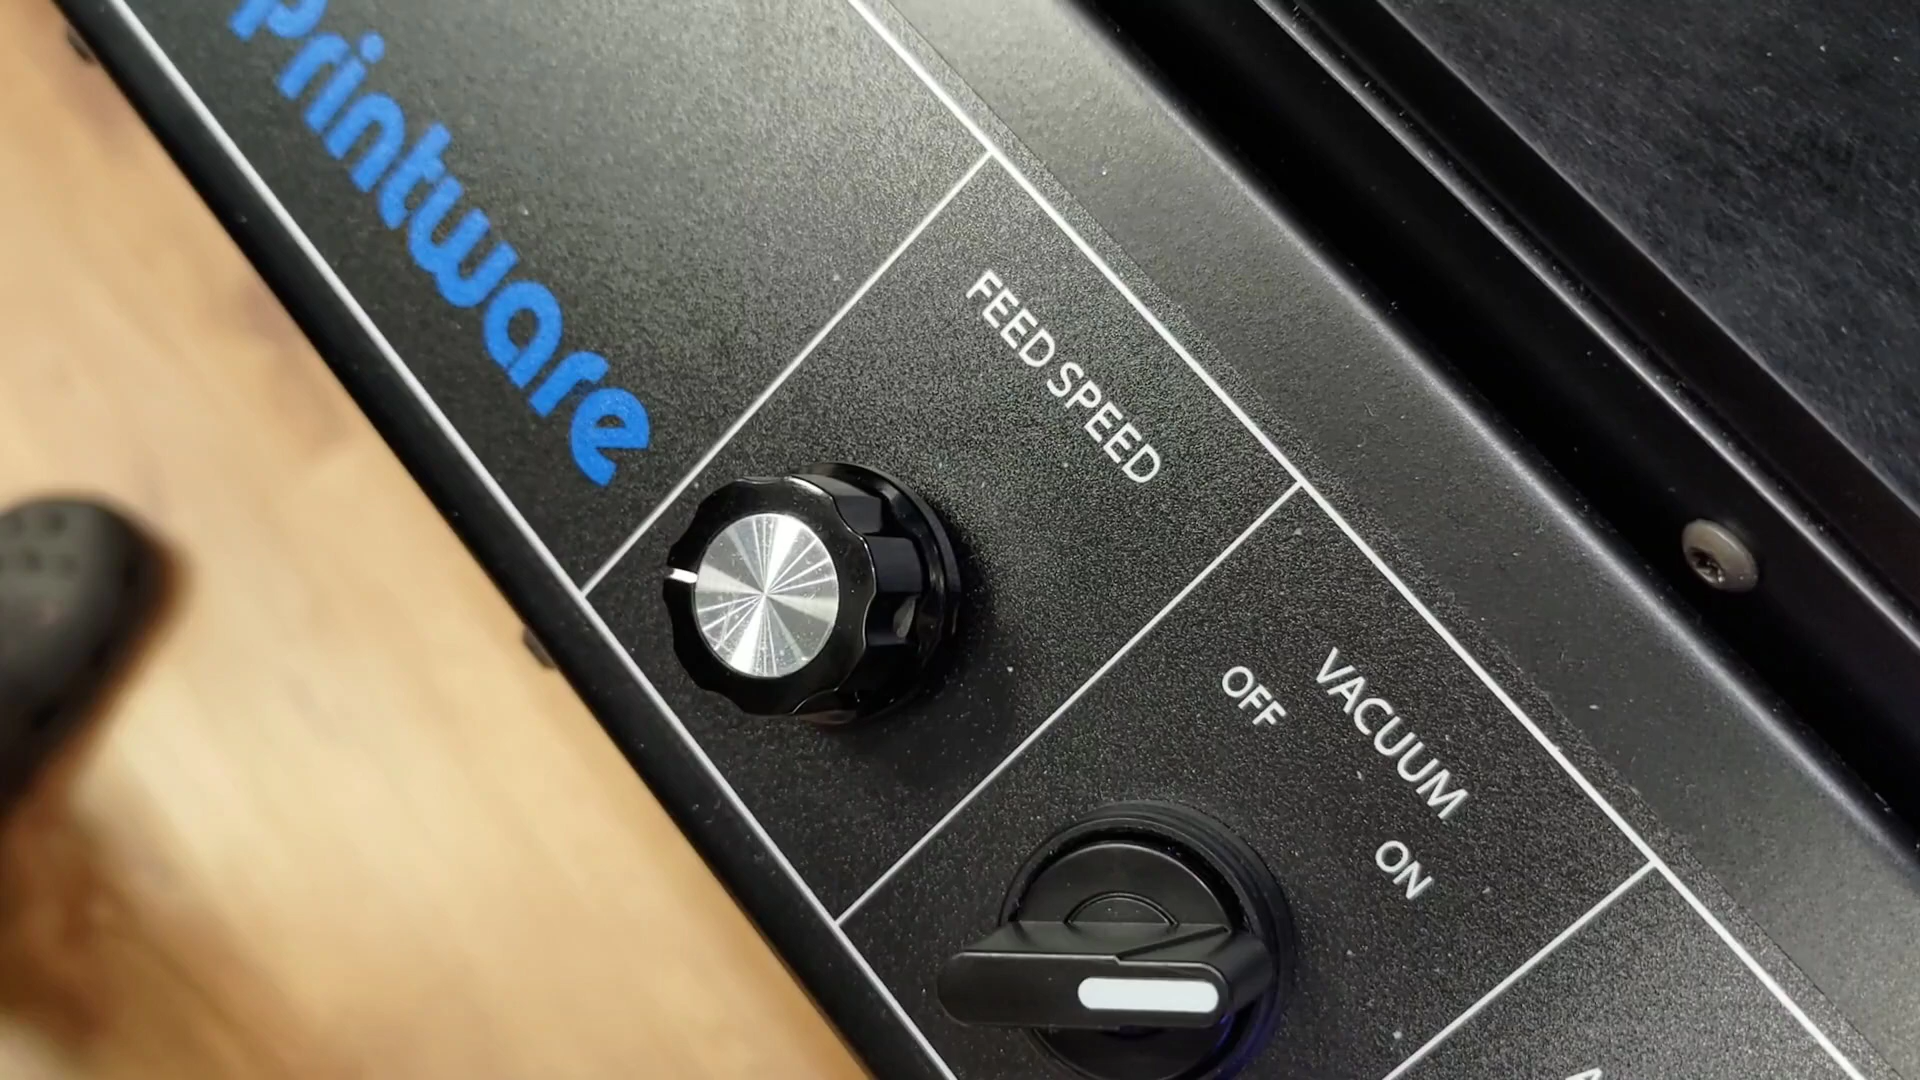 printware
FEED SPEED
VACUUM
OFF
ON